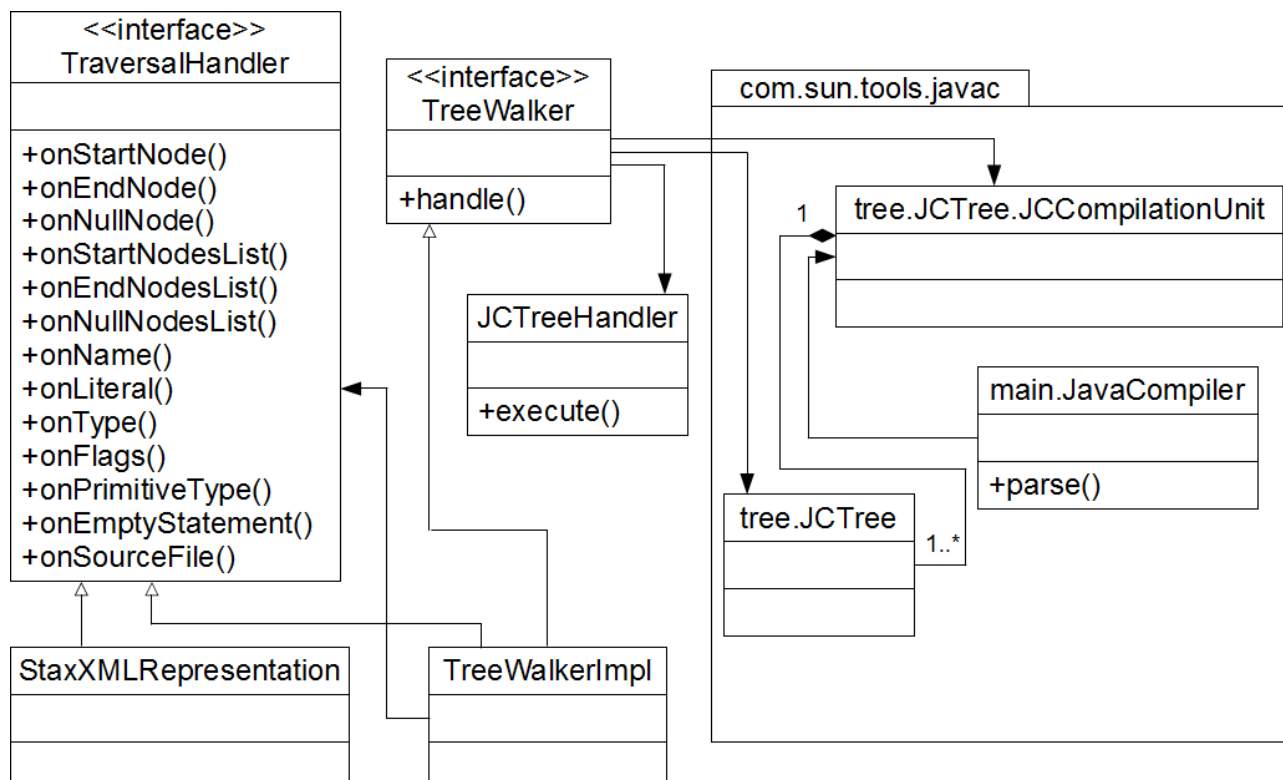 <<interface>>
TraversalHandler
+onStartNode()
+onEndNode()
+onNullNode()
+onStartNodesList()
+onEndNodesList()
+onNullNodesList()
+onName()
+onLiteral()
+onType()
+onFlags()
+onPrimitiveType()
+onEmptyStatement()
+onSourceFile()
<<interface>>
TreeWalker
+handle()
com.sun.tools.javac
1
tree.JCTree.JCCompilationUnit
JCTreeHandler
+execute()
main.JavaCompiler
+parse()
tree.JCTree
1..*
StaxXMLRepresentation
TreeWalkerImpl